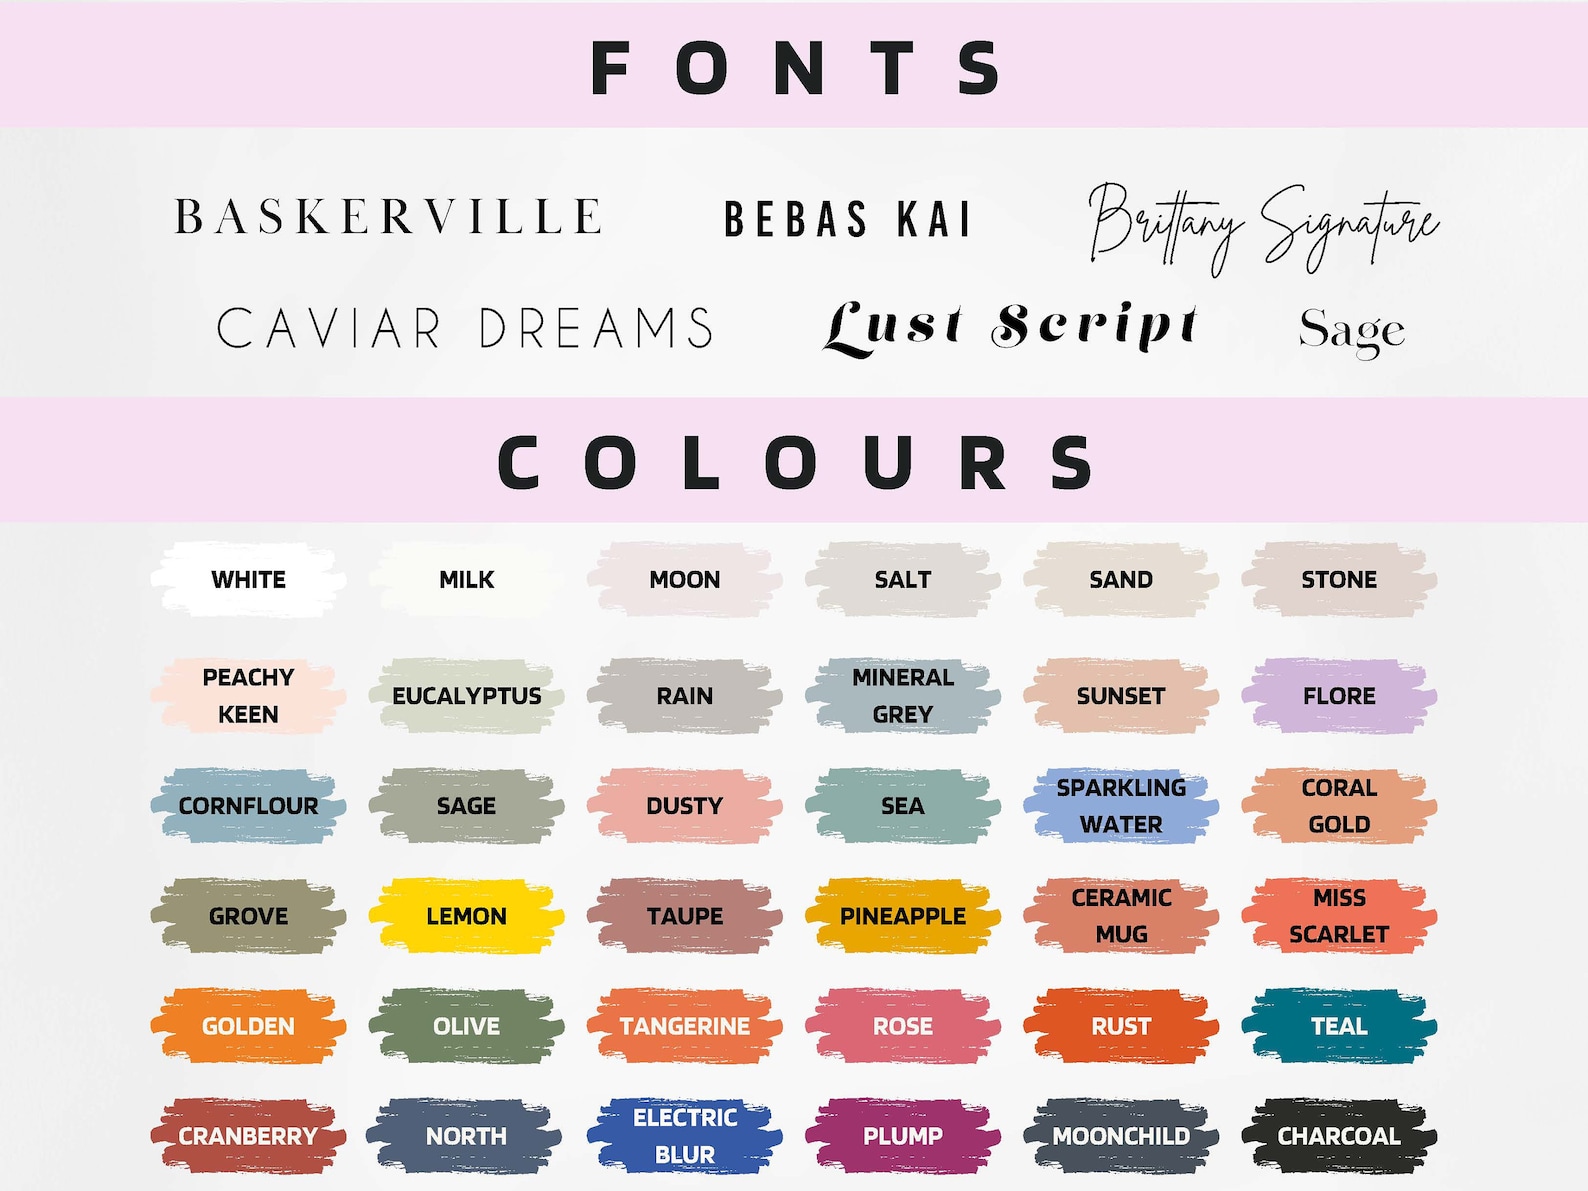 FONTS
BASKERVILLE BEBAS KAI Brittany Signature
CAVIAR DREAMS Lust Script Sage
COLOURS
WHITE MILK MOON SALT SAND STONE
PEACHY KEEN EUCALYPTUS RAIN MINERAL GREY SUNSET FLORE
CORNFLOUR SAGE DUSTY SEA SPARKLING WATER CORAL GOLD
GROVE LEMON TAUPE PINEAPPLE CERAMIC MUG MISS SCARLET
GOLDEN OLIVE TANGERINE ROSE RUST TEAL
CRANBERRY NORTH ELECTRIC BLUR PLUMP MOONCHILD CHARCOAL